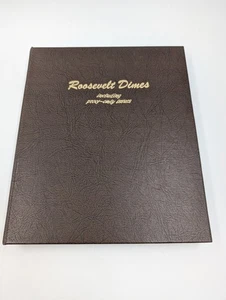 Roosevelt Dimes
including
proof-only issues